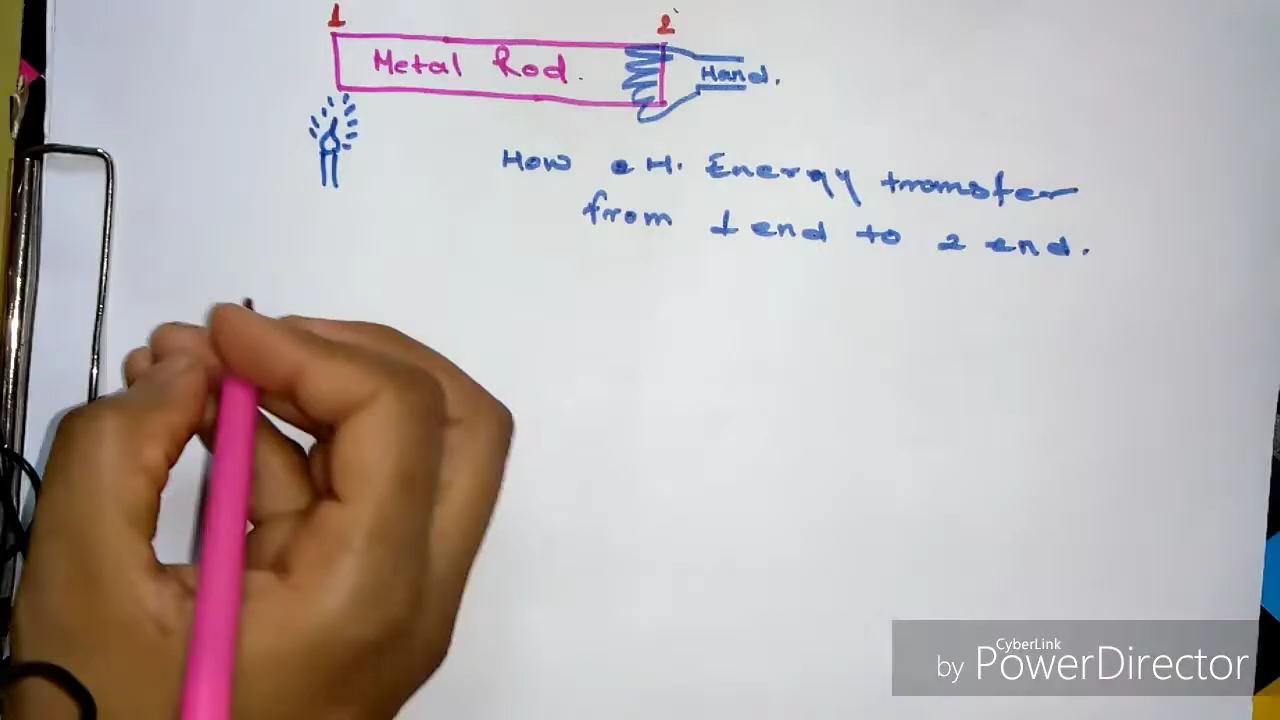 1
2
Metal Rod.
Hand.
How H. Energy transfer
from 1 end to 2 end.
CyberLink
by PowerDirector